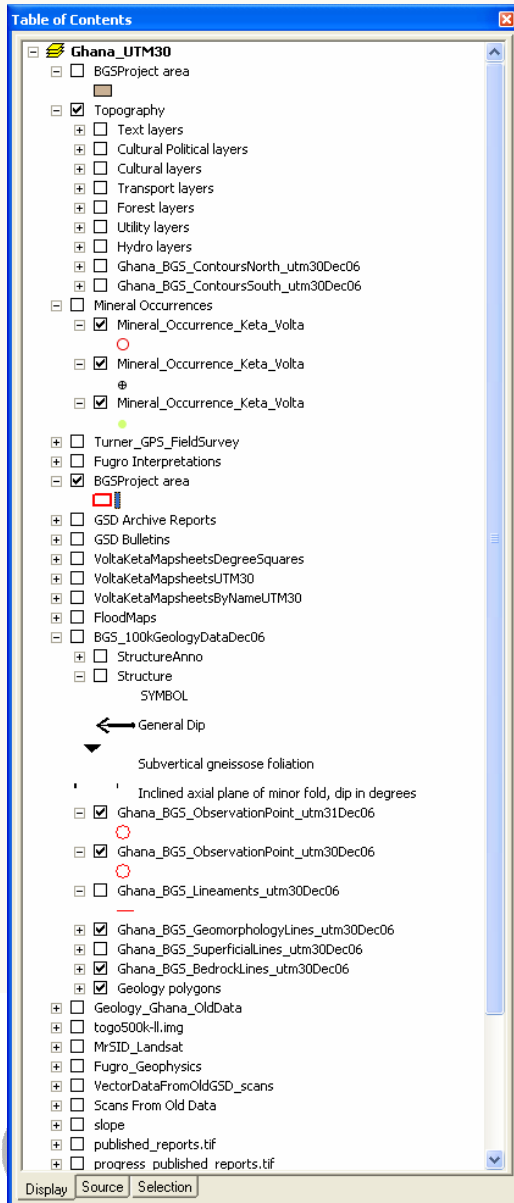 Table of Contents
Ghana_UTM30
BGSProject area
Topography
Text layers
Cultural Political layers
Cultural layers
Transport layers
Forest layers
Utility layers
Hydro layers
Ghana_BGS_ContoursNorth_utm30Dec06
Ghana_BGS_ContoursSouth_utm30Dec06
Mineral Occurrences
Mineral_Occurrence_Keta_Volta
Mineral_Occurrence_Keta_Volta
Mineral_Occurrence_Keta_Volta
Turner_GPS_FieldSurvey
Fugro Interpretations
BGSProject area
GSD Archive Reports
GSD Bulletins
VoltaKetaMapsheetsDegreeSquares
VoltaKetaMapsheetsUTM30
VoltaKetaMapsheetsByNameUTM30
FloodMaps
BGS_100kGeologyDataDec06
StructureAnno
Structure
SYMBOL
General Dip
Subvertical gneissose foliation
Inclined axial plane of minor fold, dip in degrees
Ghana_BGS_ObservationPoint_utm31Dec06
Ghana_BGS_ObservationPoint_utm30Dec06
Ghana_BGS_Lineaments_utm30Dec06
Ghana_BGS_GeomorphologyLines_utm30Dec06
Ghana_BGS_SuperficialLines_utm30Dec06
Ghana_BGS_BedrockLines_utm30Dec06
Geology polygons
Geology_Ghana_OldData
togo500k-ll.img
MrSID_Landsat
Fugro_Geophysics
VectorDataFromOldGSD_scans
Scans From Old Data
slope
published_reports.tif
progress_published_reports.tif
Display Source Selection